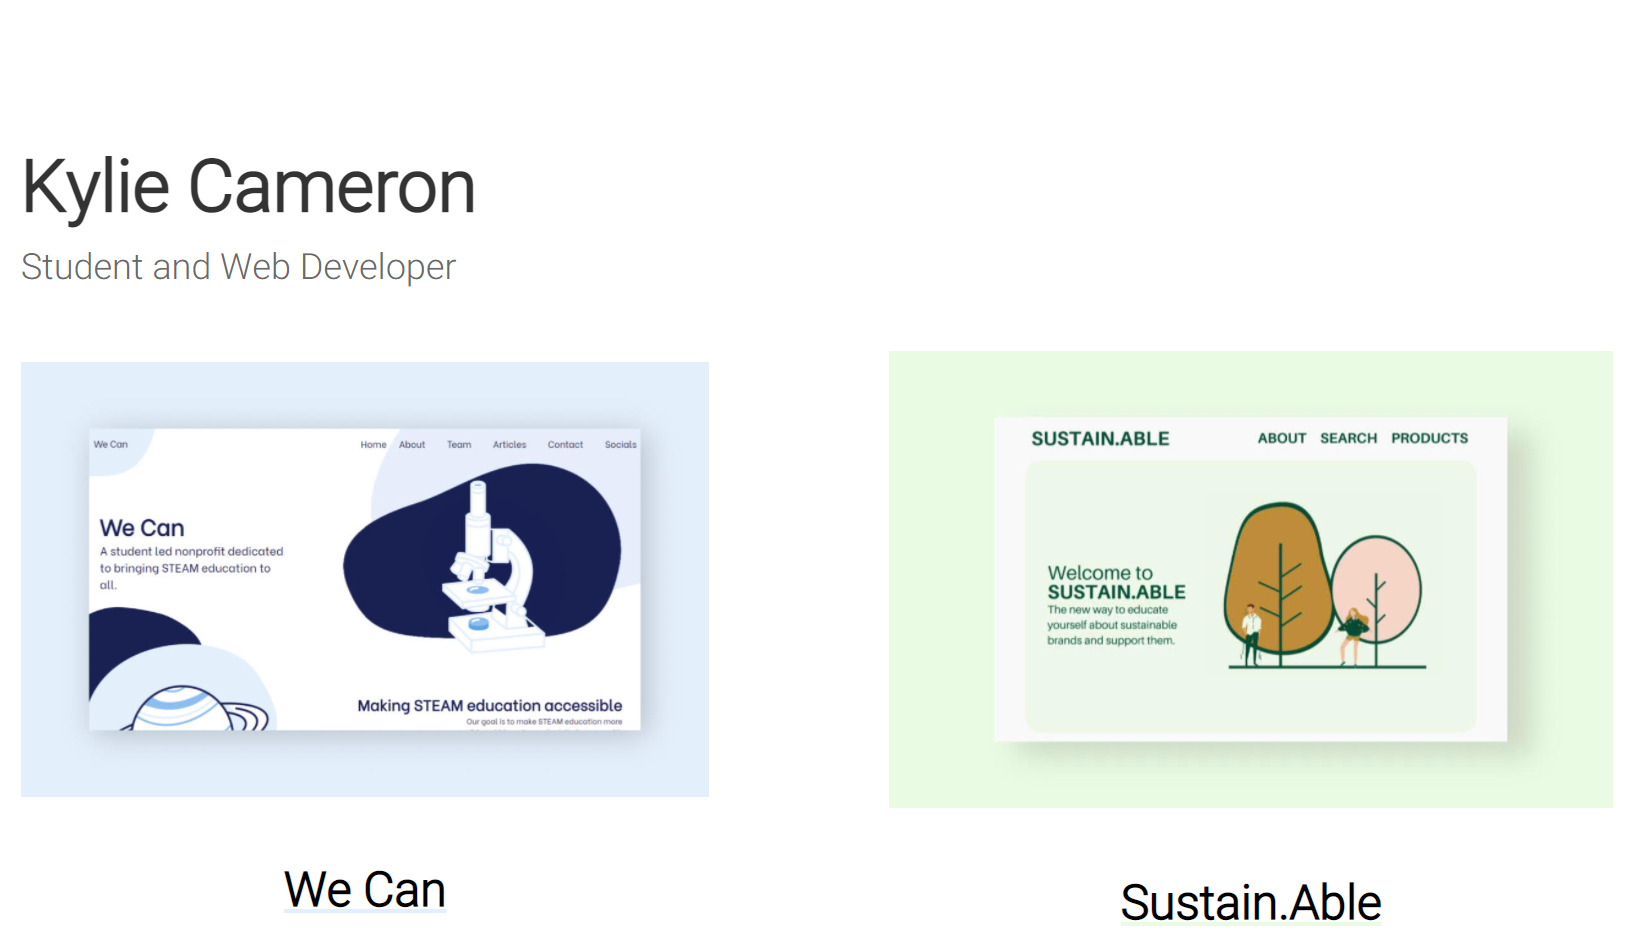 Kylie Cameron
Student and Web Developer
We Can
Home About Team Articles Contact Socials
We Can
A student led nonprofit dedicated
to bringing STEAM education to
all.
Making STEAM education accessible
Our goal is to make STEAM education more
We Can
SUSTAIN.ABLE
ABOUT SEARCH PRODUCTS
Welcome to
SUSTAIN.ABLE
The new way to educate
yourself about sustainable
brands and support them.
Sustain.Able